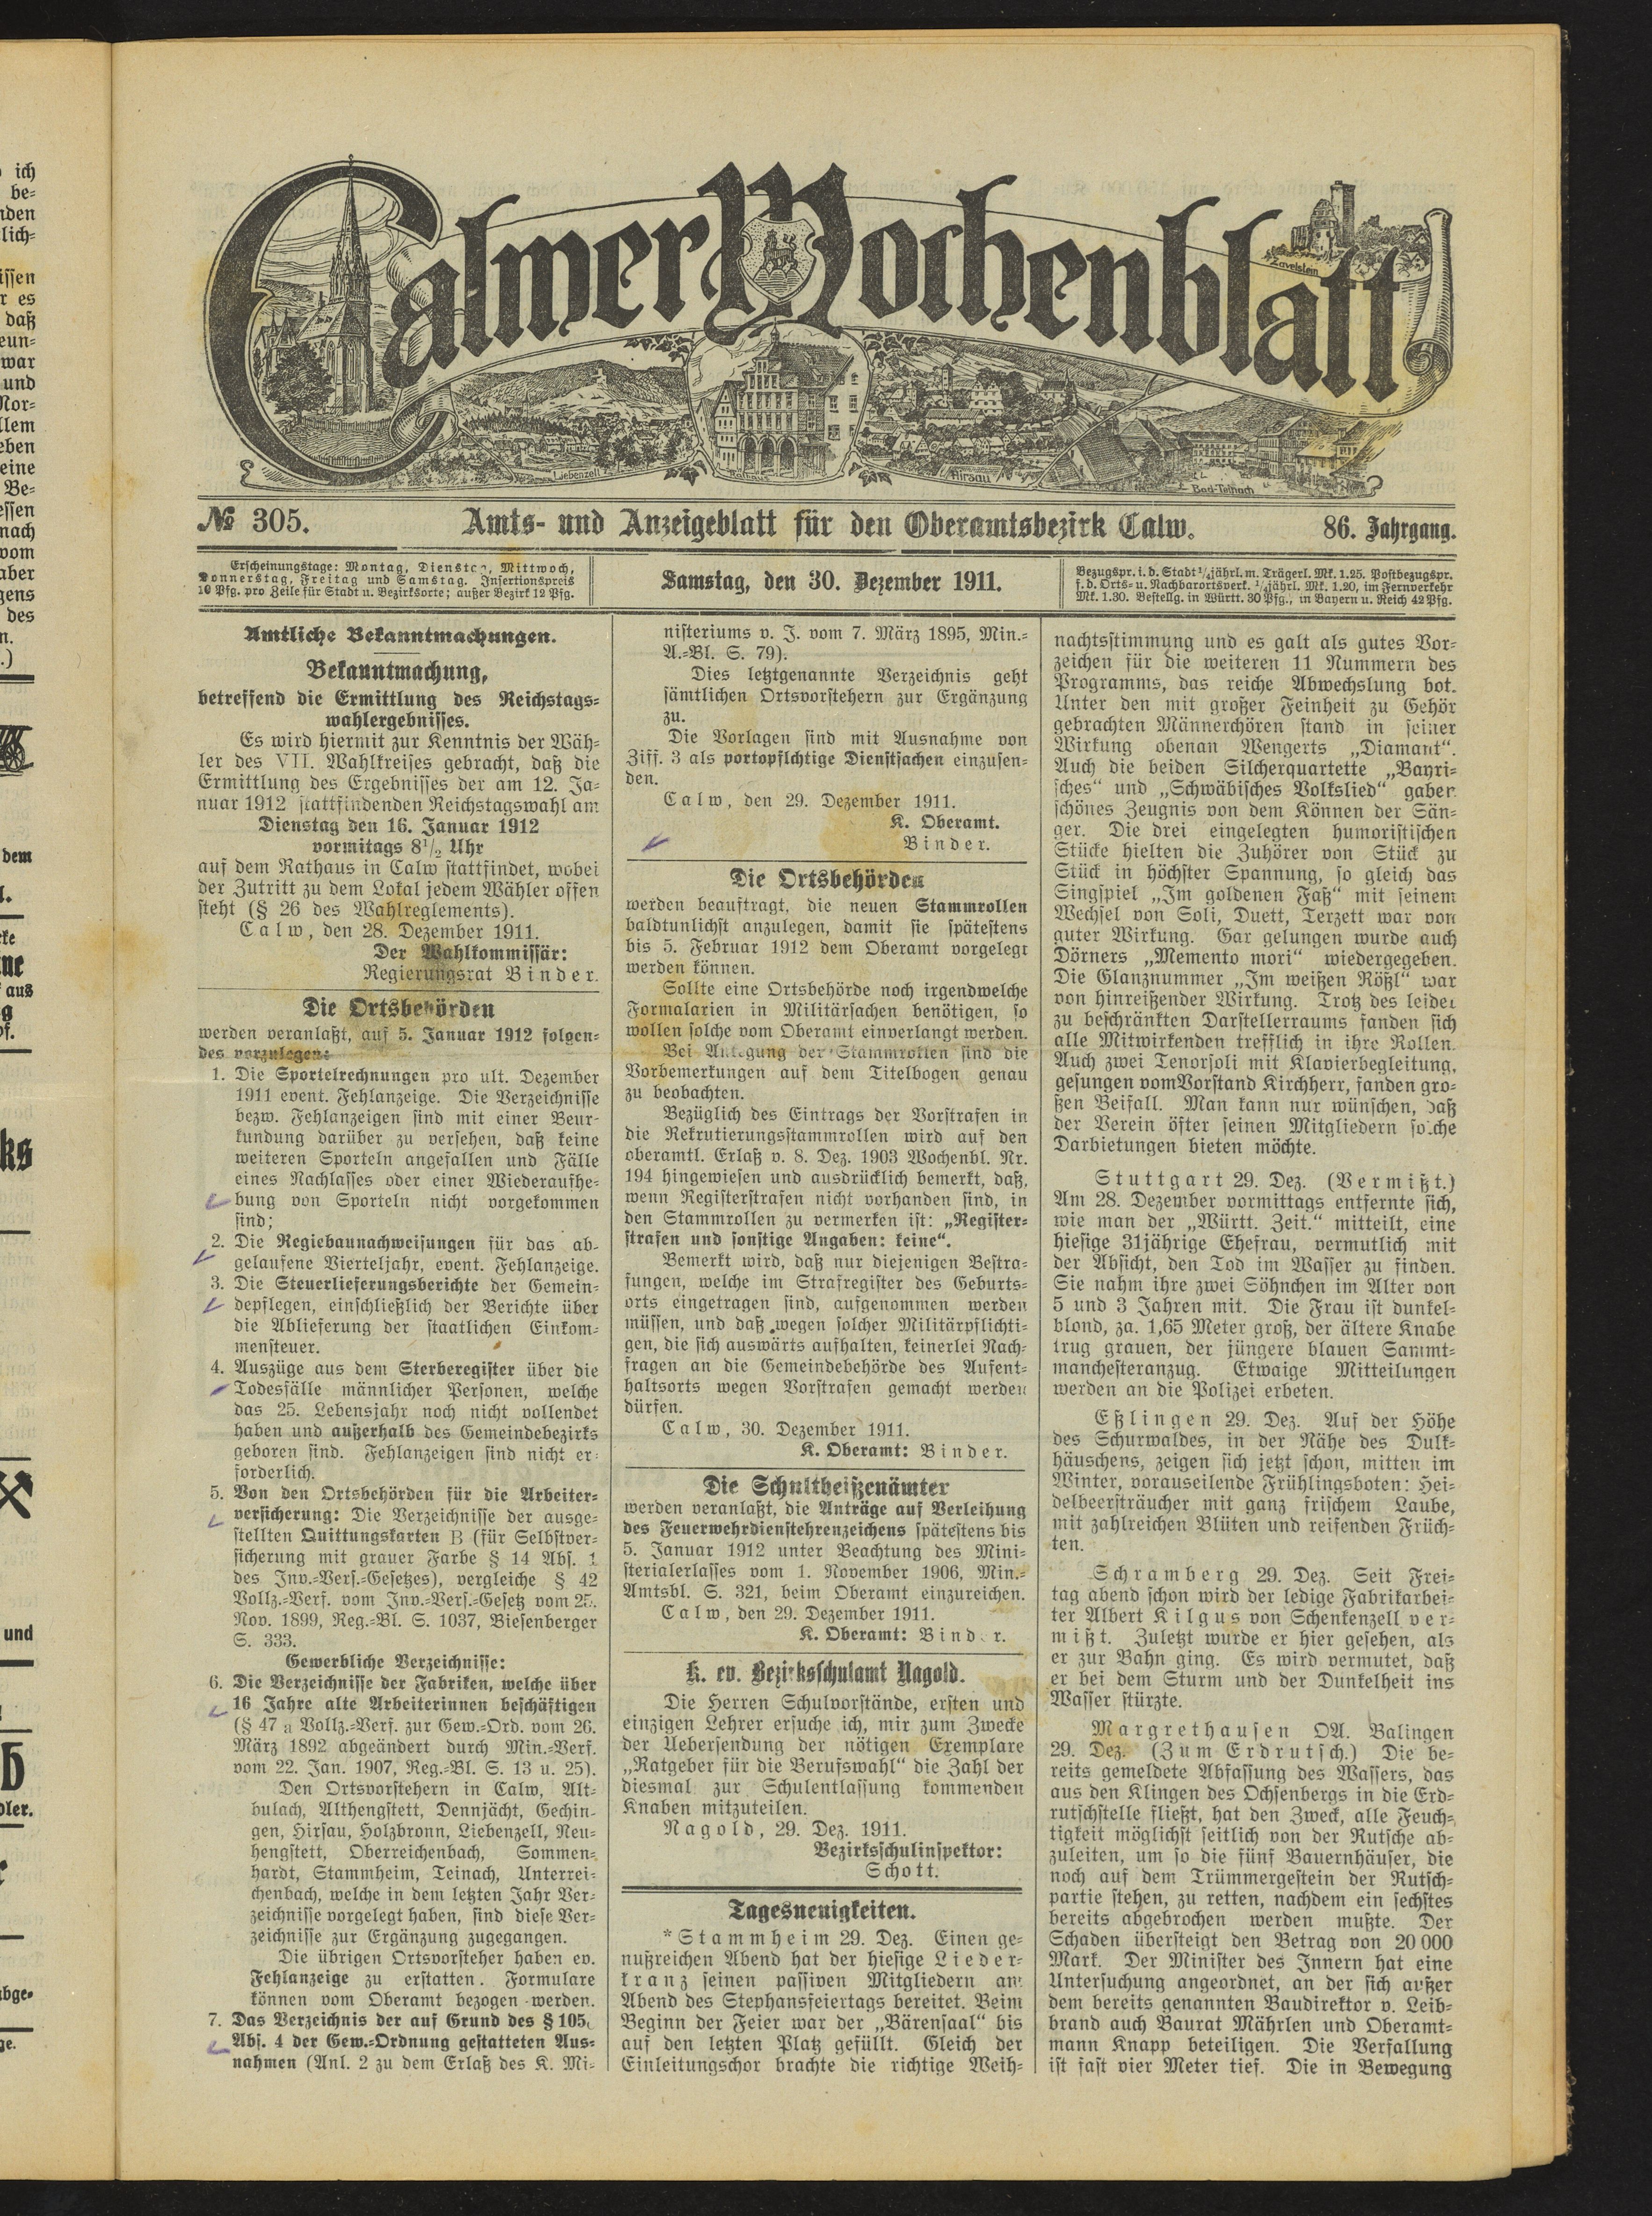 Calmer Wochenblatt
Zavelstein
Liebenzell
Rathaus
Hirsau
Bad-Teinach
№ 305.
Amts- und Anzeigeblatt für den Oberamtsbezirk Calw.
86. Jahrgang.
Erscheinungstage: Montag, Dienstag, Mittwoch,
Donnerstag, Freitag und Samstag. Insertionspreis
10 Pfg. pro Zeile für Stadt u. Bezirksorte; außer Bezirk 12 Pfg.
Samstag, den 30. Dezember 1911.
Bezugspr. i. d. Stadt ¼jährl. m. Trägerl. Mk. 1.25. Postbezugspr.
f. d. Orts- u. Nachbarortsverk. ¼jährl. Mk. 1.20, im Fernverkehr
Mk. 1.30. Bestellg. in Württ. 30 Pfg., in Bayern u. Reich 42 Pfg.
Amtliche Bekanntmachungen.
Bekanntmachung,
betreffend die Ermittlung des Reichstags-
wahlergebnisses.
Es wird hiermit zur Kenntnis der Wäh-
ler des VII. Wahlkreises gebracht, daß die
Ermittlung des Ergebnisses der am 12. Ja-
nuar 1912 stattfindenden Reichstagswahl am
Dienstag den 16. Januar 1912
vormitags 8½ Uhr
auf dem Rathaus in Calw stattfindet, wobei
der Zutritt zu dem Lokal jedem Wähler offen
steht (§ 26 des Wahlreglements).
Calw, den 28. Dezember 1911.
Der Wahlkommissär:
Regierungsrat Binder.
Die Ortsbehörden
werden veranlaßt, auf 5. Januar 1912 folgen-
des vorzulegen:
1. Die Sportelrechnungen pro ult. Dezember
1911 event. Fehlanzeige. Die Verzeichnisse
bezw. Fehlanzeigen sind mit einer Beur-
kundung darüber zu versehen, daß keine
weiteren Sporteln angefallen und Fälle
eines Nachlasses oder einer Wiederaufhe-
bung von Sporteln nicht vorgekommen
sind;
2. Die Regiebaunachweisungen für das ab-
gelaufene Vierteljahr, event. Fehlanzeige.
3. Die Steuerlieferungsberichte der Gemein-
depflegen, einschließlich der Berichte über
die Ablieferung der staatlichen Einkom-
mensteuer.
4. Auszüge aus dem Sterberegister über die
Todesfälle männlicher Personen, welche
das 25. Lebensjahr noch nicht vollendet
haben und außerhalb des Gemeindebezirks
geboren sind. Fehlanzeigen sind nicht er-
forderlich.
5. Von den Ortsbehörden für die Arbeiter-
versicherung: Die Verzeichnisse der ausge-
stellten Quittungskarten B (für Selbstver-
sicherung mit grauer Farbe § 14 Abs. 1
des Inv.-Vers.-Gesetzes), vergleiche § 42
Vollz.-Verf. vom Inv.-Vers.-Gesetz vom 25.
Nov. 1899, Reg.-Bl. S. 1037, Biesenberger
S. 333.
Gewerbliche Verzeichnisse:
6. Die Verzeichnisse der Fabriken, welche über
16 Jahre alte Arbeiterinnen beschäftigen
(§ 47 a Vollz.-Verf. zur Gew.-Ord. vom 26.
März 1892 abgeändert durch Min.-Verf.
vom 22. Jan. 1907, Reg.-Bl. S. 13 u. 25).
Den Ortsvorstehern in Calw, Alt-
bulach, Althengstett, Dennjächt, Gechin-
gen, Hirsau, Holzbronn, Liebenzell, Neu-
hengstett, Oberreichenbach, Sommen-
hardt, Stammheim, Teinach, Unterrei-
chenbach, welche in dem letzten Jahr Ver-
zeichnisse vorgelegt haben, sind diese Ver-
zeichnisse zur Ergänzung zugegangen.
Die übrigen Ortsvorsteher haben ev.
Fehlanzeige zu erstatten. Formulare
können vom Oberamt bezogen werden.
7. Das Verzeichnis der auf Grund des § 105,
Abs. 4 der Gew.-Ordnung gestatteten Aus-
nahmen (Anl. 2 zu dem Erlaß des K. Mi-
nisteriums v. J. vom 7. März 1895, Min.-
A.-Bl. S. 79).
Dies letztgenannte Verzeichnis geht
sämtlichen Ortsvorstehern zur Ergänzung
zu.
Die Vorlagen sind mit Ausnahme von
Ziff. 3 als portopflchtige Dienstsachen einzusen-
den.
Calw, den 29. Dezember 1911.
K. Oberamt.
Binder.
Die Ortsbehörden
werden beauftragt, die neuen Stammrollen
baldtunlichst anzulegen, damit sie spätestens
bis 5. Februar 1912 dem Oberamt vorgelegt
werden können.
Sollte eine Ortsbehörde noch irgendwelche
Formalarien in Militärsachen benötigen, so
wollen solche vom Oberamt einverlangt werden.
Bei Anlegung der Stammrollen sind die
Vorbemerkungen auf dem Titelbogen genau
zu beobachten.
Bezüglich des Eintrags der Vorstrafen in
die Rekrutierungsstammrollen wird auf den
oberamtl. Erlaß v. 8. Dez. 1903 Wochenbl. Nr.
194 hingewiesen und ausdrücklich bemerkt, daß,
wenn Registerstrafen nicht vorhanden sind, in
den Stammrollen zu vermerken ist: „Register-
strafen und sonstige Angaben: keine“.
Bemerkt wird, daß nur diejenigen Bestra-
fungen, welche im Strafregister des Geburts-
orts eingetragen sind, aufgenommen werden
müssen, und daß wegen solcher Militärpflichti-
gen, die sich auswärts aufhalten, keinerlei Nach-
fragen an die Gemeindebehörde des Aufent-
haltsorts wegen Vorstrafen gemacht werden
dürfen.
Calw, 30. Dezember 1911.
K. Oberamt: Binder.
Die Schultheißenämter
werden veranlaßt, die Anträge auf Verleihung
des Feuerwehrdienstehrenzeichens spätestens bis
5. Januar 1912 unter Beachtung des Mini-
sterialerlasses vom 1. November 1906, Min.-
Amtsbl. S. 321, beim Oberamt einzureichen.
Calw, den 29. Dezember 1911.
K. Oberamt: Binder.
K. ev. Bezirksschulamt Nagold.
Die Herren Schulvorstände, ersten und
einzigen Lehrer ersuche ich, mir zum Zwecke
der Uebersendung der nötigen Exemplare
„Ratgeber für die Berufswahl“ die Zahl der
diesmal zur Schulentlassung kommenden
Knaben mitzuteilen.
Nagold, 29. Dez. 1911.
Bezirksschulinspektor:
Schott.
Tagesneuigkeiten.
* Stammheim 29. Dez. Einen ge-
nußreichen Abend hat der hiesige Lieder-
kranz seinen passiven Mitgliedern am
Abend des Stephansfeiertags bereitet. Beim
Beginn der Feier war der „Bärensaal“ bis
auf den letzten Platz gefüllt. Gleich der
Einleitungschor brachte die richtige Weih-
nachtsstimmung und es galt als gutes Vor-
zeichen für die weiteren 11 Nummern des
Programms, das reiche Abwechslung bot.
Unter den mit großer Feinheit zu Gehör
gebrachten Männerchören stand in seiner
Wirkung obenan Wengerts „Diamant“.
Auch die beiden Silcherquartette „Bayri-
sches“ und „Schwäbisches Volkslied“ gaben
schönes Zeugnis von dem Können der Sän-
ger. Die drei eingelegten humoristischen
Stücke hielten die Zuhörer von Stück zu
Stück in höchster Spannung, so gleich das
Singspiel „Im goldenen Faß“ mit seinem
Wechsel von Soli, Duett, Terzett war von
guter Wirkung. Gar gelungen wurde auch
Dörners „Memento mori“ wiedergegeben.
Die Glanznummer „Im weißen Rößl“ war
von hinreißender Wirkung. Trotz des leider
zu beschränkten Darstellerraums fanden sich
alle Mitwirkenden trefflich in ihre Rollen.
Auch zwei Tenorsoli mit Klavierbegleitung,
gesungen vom Vorstand Kirchherr, fanden gro-
ßen Beifall. Man kann nur wünschen, daß
der Verein öfter seinen Mitgliedern solche
Darbietungen bieten möchte.
Stuttgart 29. Dez. (Vermißt.)
Am 28. Dezember vormittags entfernte sich,
wie man der „Württ. Zeit.“ mitteilt, eine
hiesige 31jährige Ehefrau, vermutlich mit
der Absicht, den Tod im Wasser zu finden.
Sie nahm ihre zwei Söhnchen im Alter von
5 und 3 Jahren mit. Die Frau ist dunkel-
blond, za. 1,65 Meter groß, der ältere Knabe
trug grauen, der jüngere blauen Sammt-
manchesteranzug. Etwaige Mitteilungen
werden an die Polizei erbeten.
Eßlingen 29. Dez. Auf der Höhe
des Schurwaldes, in der Nähe des Dulk-
häuschens, zeigen sich jetzt schon, mitten im
Winter, vorauseilende Frühlingsboten: Hei-
delbeersträucher mit ganz frischem Laube,
mit zahlreichen Blüten und reifenden Früch-
ten.
Schramberg 29. Dez. Seit Frei-
tag abend schon wird der ledige Fabrikarbei-
ter Albert Kilgus von Schenkenzell ver-
mißt. Zuletzt wurde er hier gesehen, als
er zur Bahn ging. Es wird vermutet, daß
er bei dem Sturm und der Dunkelheit ins
Wasser stürzte.
Margrethausen OA. Balingen
29. Dez. (Zum Erdrutsch.) Die be-
reits gemeldete Abfassung des Wassers, das
aus den Klingen des Ochsenbergs in die Erd-
rutschstelle fließt, hat den Zweck, alle Feuch-
tigkeit möglichst seitlich von der Rutsche ab-
zuleiten, um so die fünf Bauernhäuser, die
noch auf dem Trümmergestein der Rutsch-
partie stehen, zu retten, nachdem ein sechstes
bereits abgebrochen werden mußte. Der
Schaden übersteigt den Betrag von 20 000
Mark. Der Minister des Innern hat eine
Untersuchung angeordnet, an der sich außer
dem bereits genannten Baudirektor v. Leib-
brand auch Baurat Mährlen und Oberamt-
mann Knapp beteiligen. Die Verfallung
ist fast vier Meter tief. Die in Bewegung